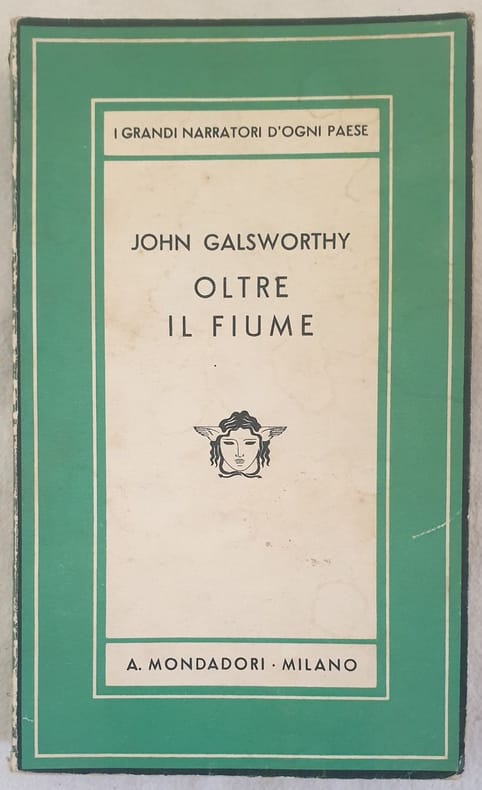 I GRANDI NARRATORI D'OGNI PAESE
JOHN GALSWORTHY
OLTRE
IL FIUME
A. MONDADORI · MILANO